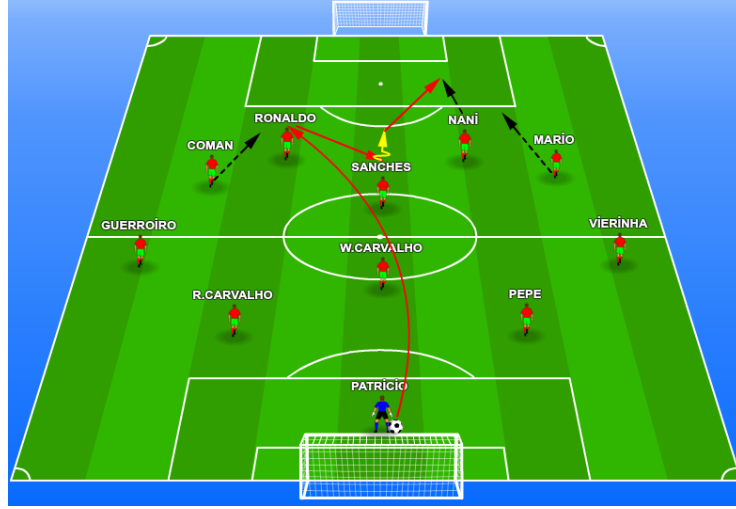 RONALDO
NANİ
COMAN
MARİO
SANCHES
GUERROİRO
VİERİNHA
W.CARVALHO
R.CARVALHO
PEPE
PATRİCİO